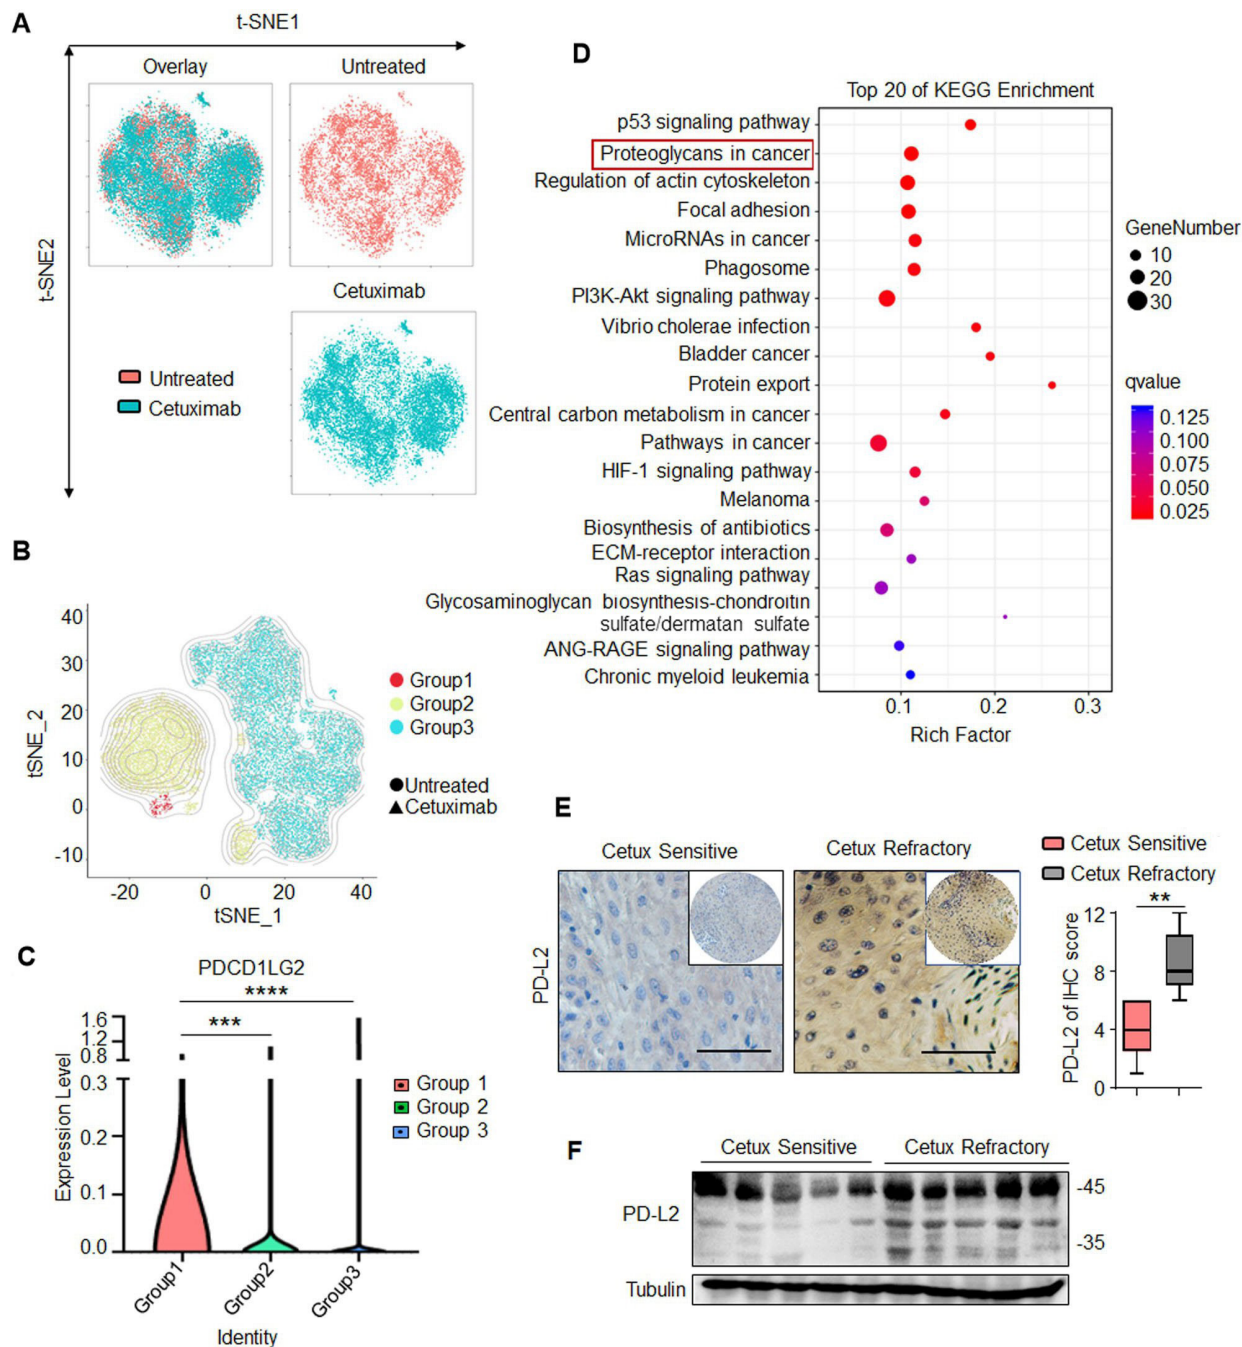 A
t-SNE1
t-SNE2
Overlay
Untreated
Cetuximab
Untreated
Cetuximab
B
tSNE_2
40
30
20
10
0
-10
-20
0
20
40
tSNE_1
Group1
Group2
Group3
Untreated
Cetuximab
C
PDCD1LG2
****
***
Expression Level
1.6
1.2
0.8
0.3
0.2
0.1
0.0
Group1
Group2
Group3
Identity
Group 1
Group 2
Group 3
D
Top 20 of KEGG Enrichment
p53 signaling pathway
Proteoglycans in cancer
Regulation of actin cytoskeleton
Focal adhesion
MicroRNAs in cancer
Phagosome
PI3K-Akt signaling pathway
Vibrio cholerae infection
Bladder cancer
Protein export
Central carbon metabolism in cancer
Pathways in cancer
HIF-1 signaling pathway
Melanoma
Biosynthesis of antibiotics
ECM-receptor interaction
Ras signaling pathway
Glycosaminoglycan biosynthesis-chondroitin
sulfate/dermatan sulfate
ANG-RAGE signaling pathway
Chronic myeloid leukemia
0.1
0.2
0.3
Rich Factor
GeneNumber
10
20
30
qvalue
0.125
0.100
0.075
0.050
0.025
E
Cetux Sensitive
Cetux Refractory
PD-L2
Cetux Sensitive
Cetux Refractory
**
PD-L2 of IHC score
12
8
4
0
F
Cetux Sensitive
Cetux Refractory
PD-L2
-45
-35
Tubulin